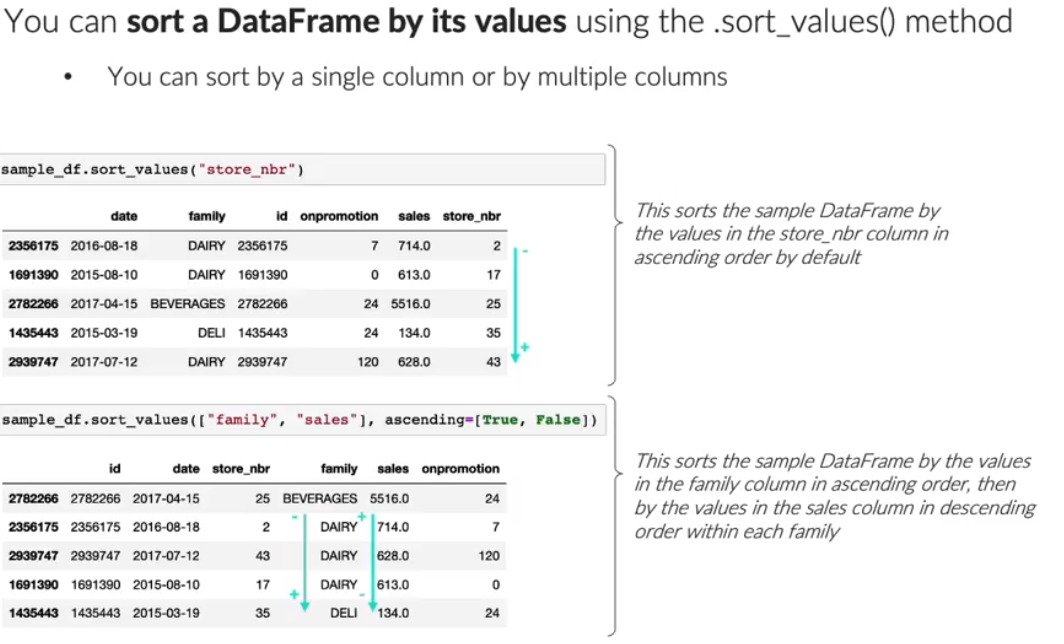 You can sort a DataFrame by its values using the .sort_values() method
• You can sort by a single column or by multiple columns
sample_df.sort_values("store_nbr")
date family id onpromotion sales store_nbr
2356175 2016-08-18 DAIRY 2356175 7 714.0 2
1691390 2015-08-10 DAIRY 1691390 0 613.0 17
2782266 2017-04-15 BEVERAGES 2782266 24 5516.0 25
1435443 2015-03-19 DELI 1435443 24 134.0 35
2939747 2017-07-12 DAIRY 2939747 120 628.0 43
-
+
This sorts the sample DataFrame by
the values in the store_nbr column in
ascending order by default
sample_df.sort_values(["family", "sales"], ascending=[True, False])
id date store_nbr family sales onpromotion
2782266 2782266 2017-04-15 25 BEVERAGES 5516.0 24
2356175 2356175 2016-08-18 2 DAIRY 714.0 7
2939747 2939747 2017-07-12 43 DAIRY 628.0 120
1691390 1691390 2015-08-10 17 DAIRY 613.0 0
1435443 1435443 2015-03-19 35 DELI 134.0 24
- +
+ -
This sorts the sample DataFrame by the values
in the family column in ascending order, then
by the values in the sales column in descending
order within each family